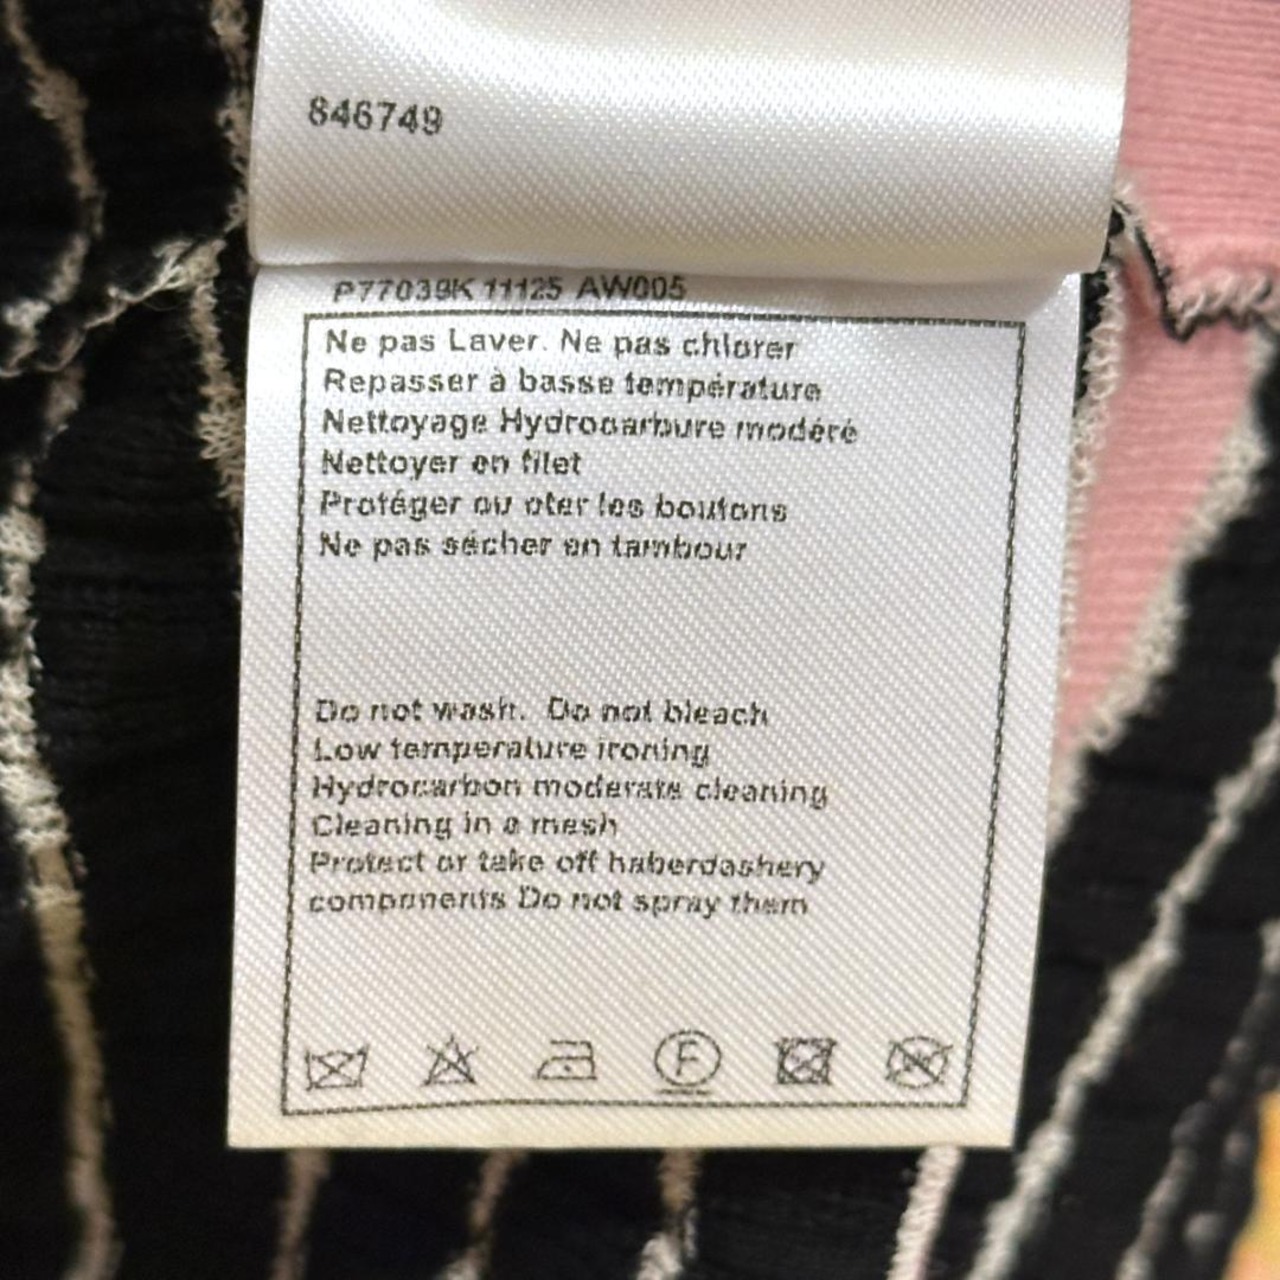 846749
P77039K 11125 AW005
Ne pas Laver. Ne pas chlorer
Repasser à basse température
Nettoyage Hydrocarbure modéré
Nettoyer en filet
Protéger ou oter les boutons
Ne pas sécher en tambour
Do not wash. Do not bleach
Low temperature ironing
Hydrocarbon moderate cleaning
Cleaning in a mesh
Protect or take off haberdashery
components Do not spray them
F